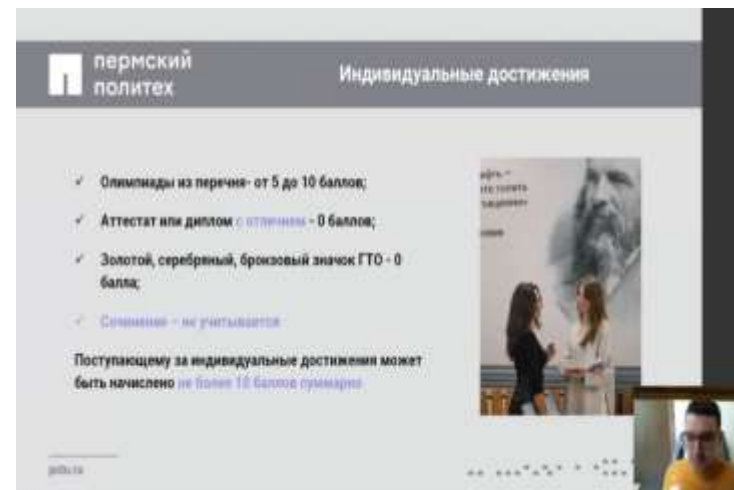 пермский
политех
Индивидуальные достижения
Олимпиады из перечня- от 5 до 10 баллов;
Аттестат или диплом с отличием - 0 баллов;
Золотой, серебряный, бронзовый значок ГТО - 0
балла;
Сочинение – не учитывается
Поступающему за индивидуальные достижения может
быть начислено не более 10 баллов суммарно
pstu.ru